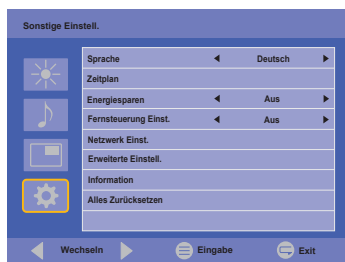 Sonstige Einstell.
Sprache Deutsch
Zeitplan
Energiesparen Aus
Fernsteuerung Einst. Aus
Netzwerk Einst.
Erweiterte Einstell.
Information
Alles Zurücksetzen
Wechseln Eingabe Exit